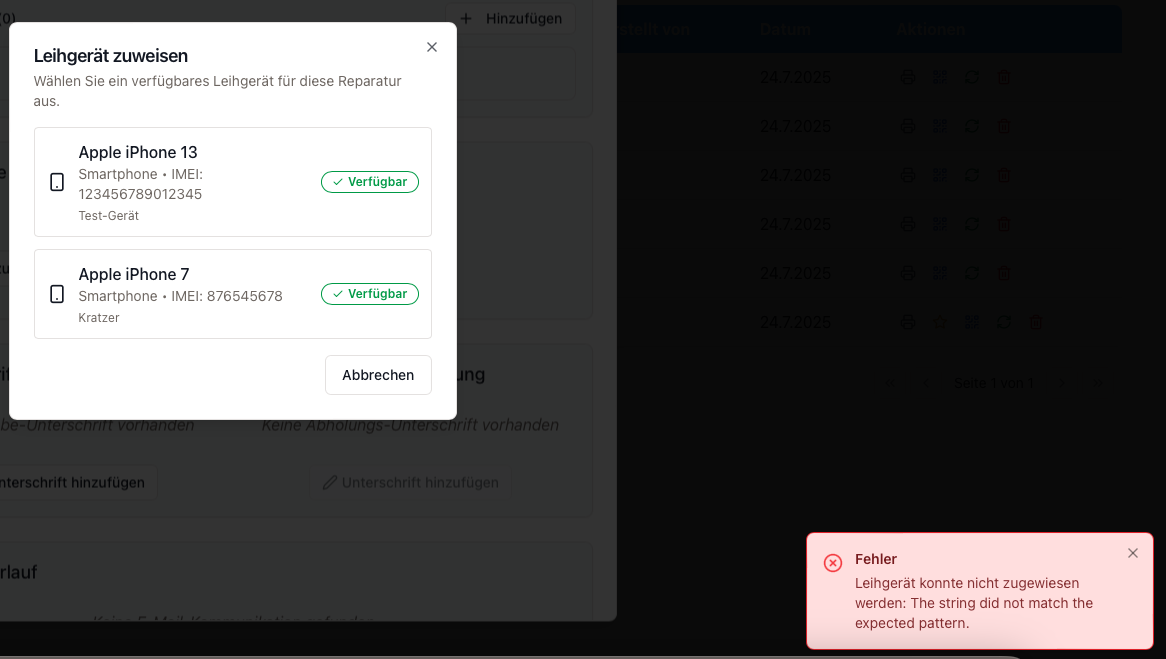 (0)
+ Hinzufügen
stellt von Datum Aktionen
Leihgerät zuweisen
Wählen Sie ein verfügbares Leihgerät für diese Reparatur
aus.
Apple iPhone 13
Smartphone • IMEI:
123456789012345
Test-Gerät
Verfügbar
Apple iPhone 7
Smartphone • IMEI: 876545678
Kratzer
Verfügbar
Abbrechen
24.7.2025
24.7.2025
24.7.2025
24.7.2025
24.7.2025
24.7.2025
Seite 1 von 1
ung
be-Unterschrift vorhanden
Keine Abholungs-Unterschrift vorhanden
nterschrift hinzufügen
Unterschrift hinzufügen
rlauf
Keine E-Mail-Kommunikation gefunden
Fehler
Leihgerät konnte nicht zugewiesen
werden: The string did not match the
expected pattern.